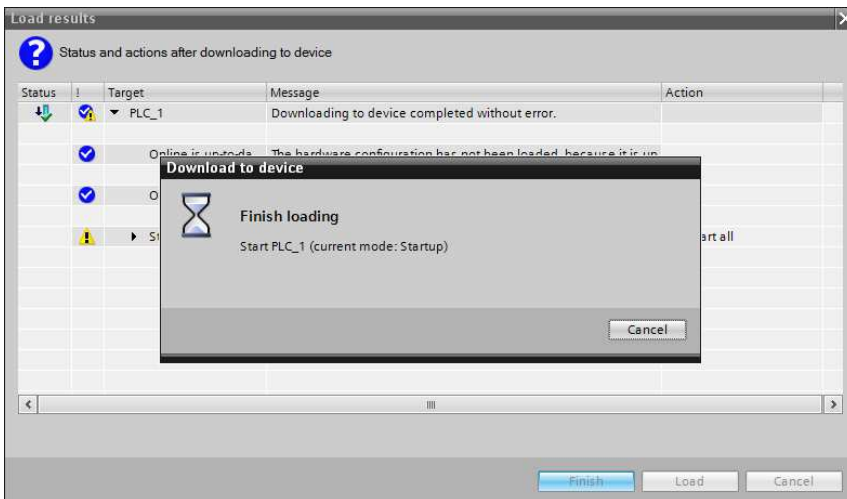 Load results
Status and actions after downloading to device
Status ! Target Message Action
PLC_1 Downloading to device completed without error.
Online is up-to-da... The hardware configuration has not been loaded, because it is up
Download to device
Finish loading
Start PLC_1 (current mode: Startup)
Cancel
Finish Load Cancel